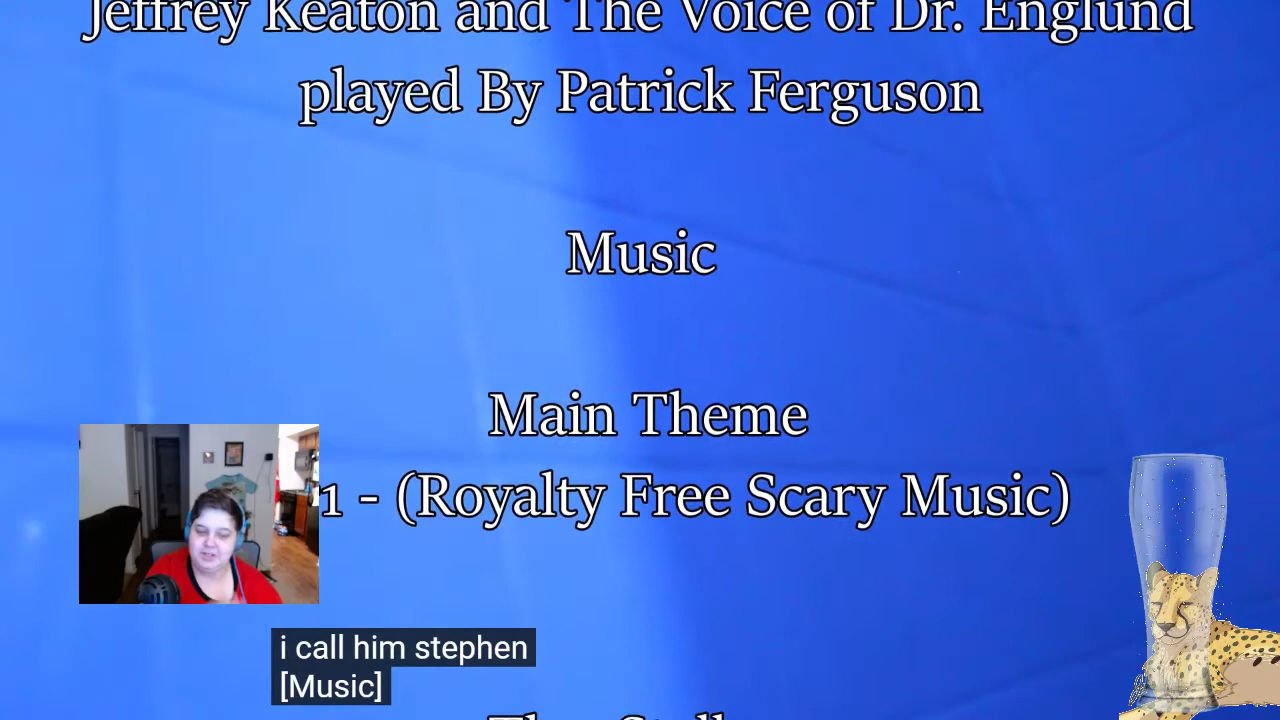 Jeffrey Keaton and The Voice of Dr. Englund
played By Patrick Ferguson
Music
Main Theme
1 - (Royalty Free Scary Music)
i call him stephen
[Music]